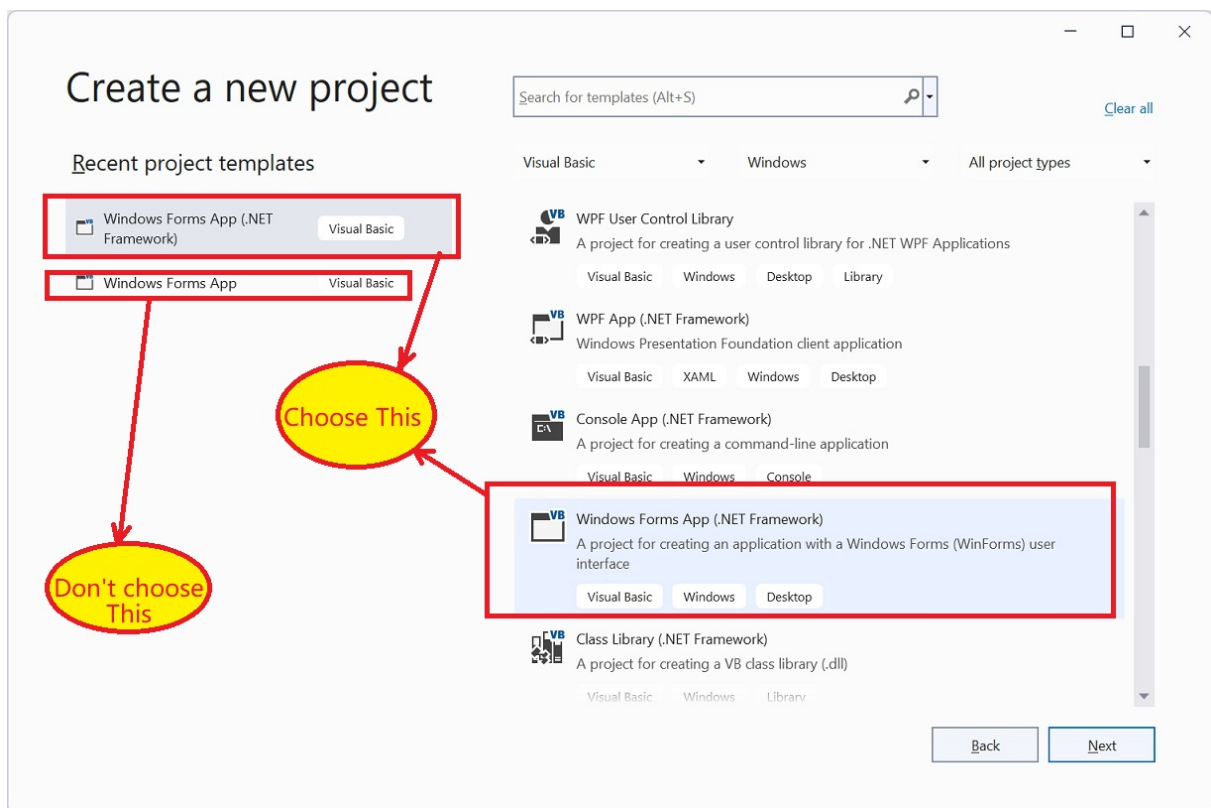 Create a new project
Search for templates (Alt+S)
Clear all
Recent project templates
Visual Basic
Windows
All project types
Windows Forms App (.NET
Framework)
Visual Basic
Windows Forms App
Visual Basic
Choose This
Don't choose
This
WPF User Control Library
A project for creating a user control library for .NET WPF Applications
Visual Basic Windows Desktop Library
WPF App (.NET Framework)
Windows Presentation Foundation client application
Visual Basic XAML Windows Desktop
Console App (.NET Framework)
A project for creating a command-line application
Visual Basic Windows Console
Windows Forms App (.NET Framework)
A project for creating an application with a Windows Forms (WinForms) user
interface
Visual Basic Windows Desktop
Class Library (.NET Framework)
A project for creating a VB class library (.dll)
Visual Basic Windows Library
VB
VB
VB
VB
VB
Back
Next